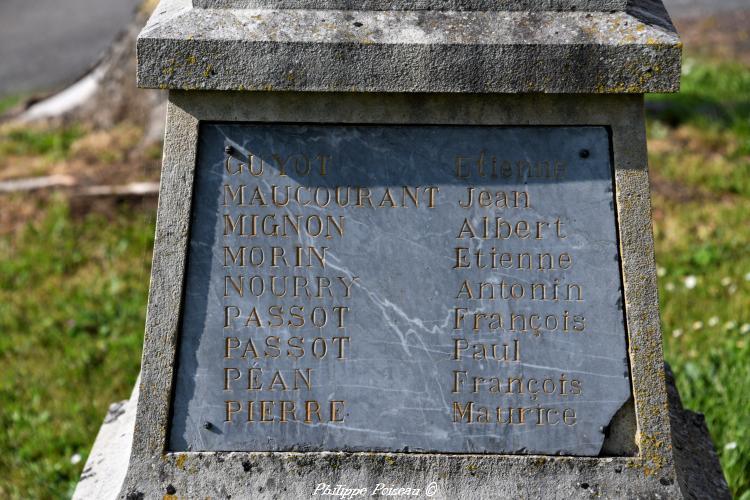 GUYOT Etienne
MAUCOURANT Jean
MIGNON Albert
MORIN Etienne
NOURRY Antonin
PASSOT François
PASSOT Paul
PÉAN François
PIERRE Maurice
Philippe Poiseau ©